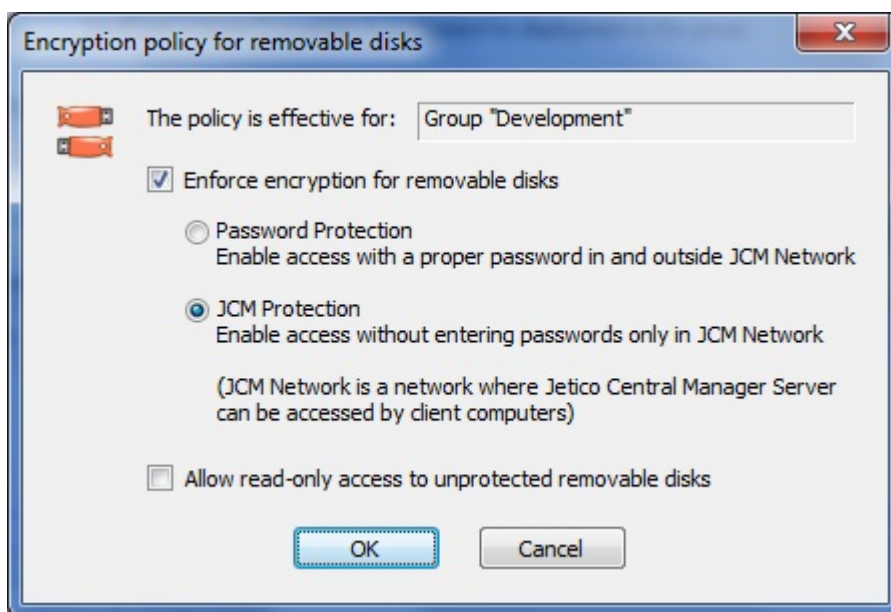 Encryption policy for removable disks
The policy is effective for: Group "Development"
Enforce encryption for removable disks
Password Protection
Enable access with a proper password in and outside JCM Network
JCM Protection
Enable access without entering passwords only in JCM Network
(JCM Network is a network where Jetico Central Manager Server
can be accessed by client computers)
Allow read-only access to unprotected removable disks
OK Cancel